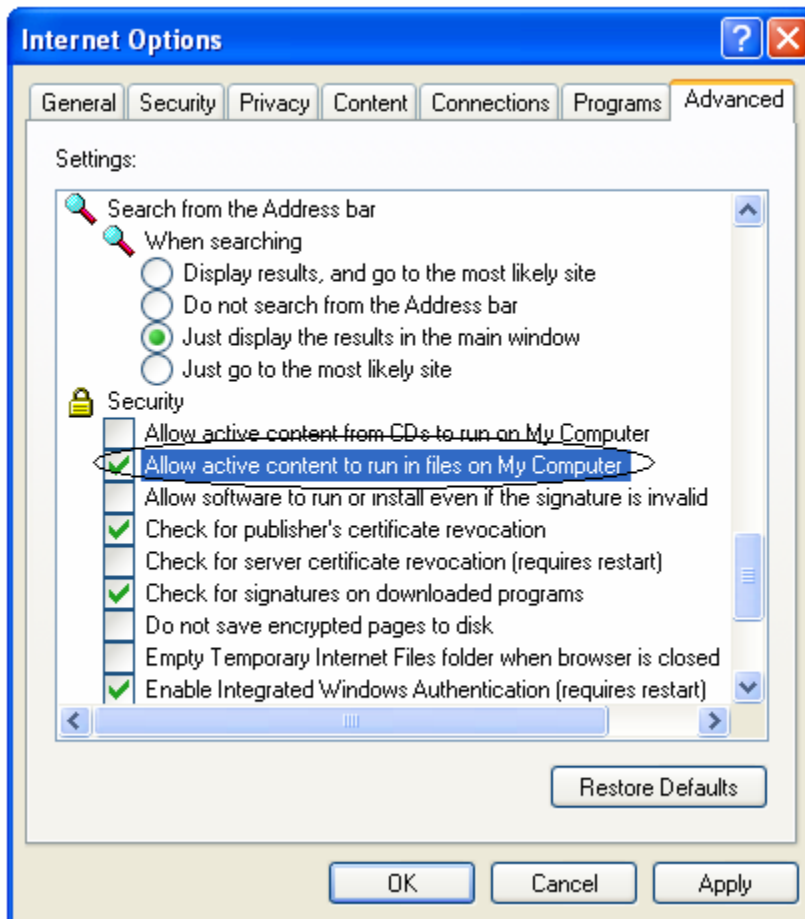 Internet Options
General Security Privacy Content Connections Programs Advanced
Settings:
Search from the Address bar
When searching
Display results, and go to the most likely site
Do not search from the Address bar
Just display the results in the main window
Just go to the most likely site
Security
Allow active content from CDs to run on My Computer
Allow active content to run in files on My Computer
Allow software to run or install even if the signature is invalid
Check for publisher's certificate revocation
Check for server certificate revocation (requires restart)
Check for signatures on downloaded programs
Do not save encrypted pages to disk
Empty Temporary Internet Files folder when browser is closed
Enable Integrated Windows Authentication (requires restart)
Restore Defaults
OK Cancel Apply